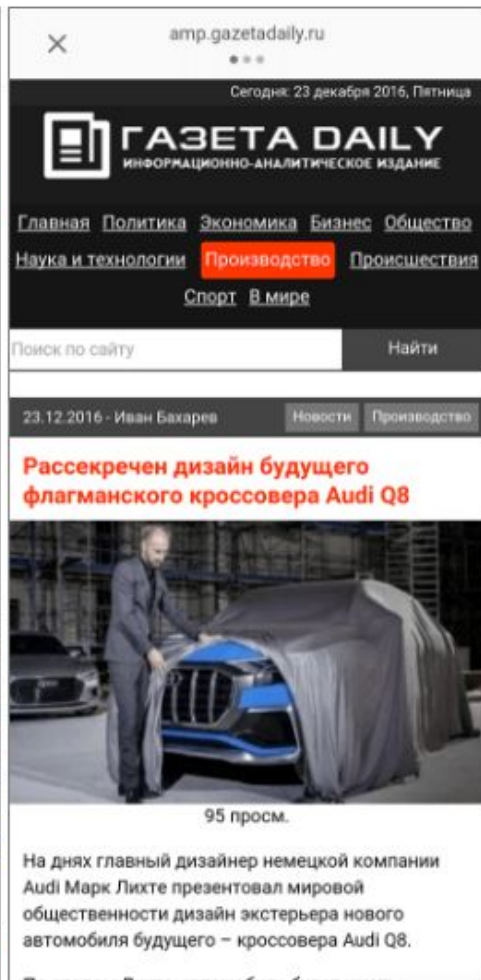 amp.gazetadaily.ru
Сегодня: 23 декабря 2016, Пятница
ГАЗЕТА DAILY
ИНФОРМАЦИОННО-АНАЛИТИЧЕСКОЕ ИЗДАНИЕ
Главная Политика Экономика Бизнес Общество
Наука и технологии Производство Происшествия
Спорт В мире
Поиск по сайту Найти
23.12.2016 - Иван Бахарев Новости Производство
Рассекречен дизайн будущего
флагманского кроссовера Audi Q8
95 просм.
На днях главный дизайнер немецкой компании
Audi Марк Лихте презентовал мировой
общественности дизайн экстерьера нового
автомобиля будущего – кроссовера Audi Q8.